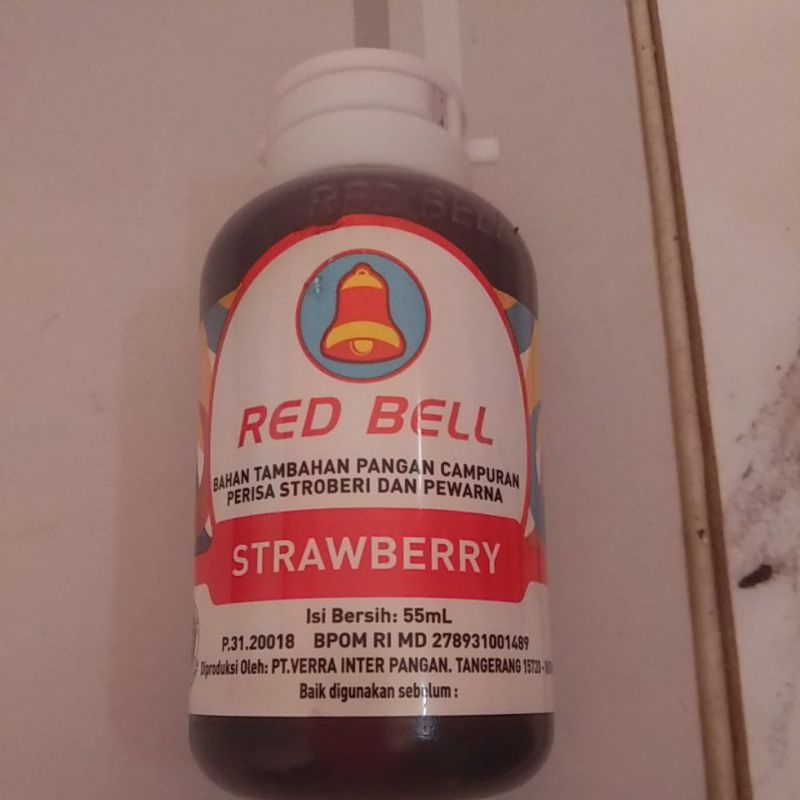 RED BELL
RED BELL
BAHAN TAMBAHAN PANGAN CAMPURAN
PERISA STROBERI DAN PEWARNA
STRAWBERRY
Isi Bersih: 55mL
P.31.20018 BPOM RI MD 278931001489
Diproduksi Oleh: PT.VERRA INTER PANGAN. TANGERANG 15720 -
Baik digunakan sebelum :